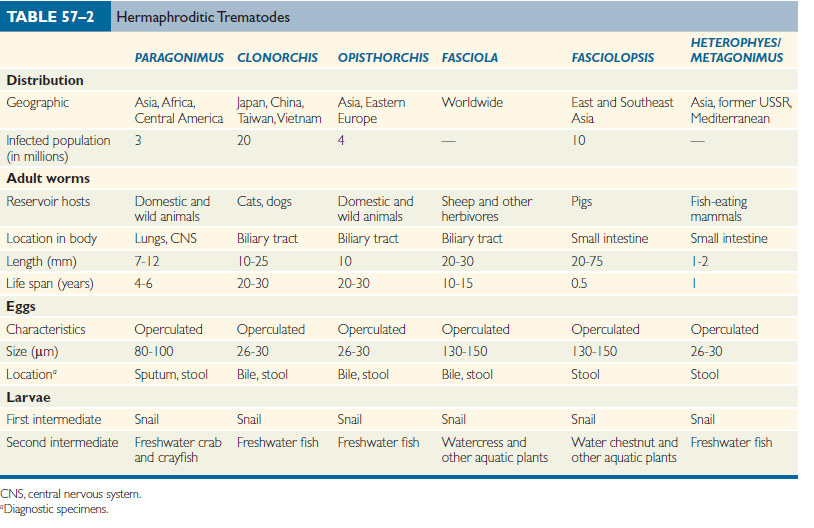 TABLE 57–2 Hermaphroditic Trematodes
PARAGONIMUS CLONORCHIS OPISTHORCHIS FASCIOLA FASCIOLOPSIS HETEROPHYES/
METAGONIMUS
Distribution
Geographic Asia, Africa, Japan, China, Asia, Eastern Worldwide East and Southeast Asia, former USSR,
Central America Taiwan, Vietnam Europe Asia Mediterranean
Infected population 3 20 4 — 10 —
(in millions)
Adult worms
Reservoir hosts Domestic and Cats, dogs Domestic and Sheep and other Pigs Fish-eating
wild animals wild animals herbivores mammals
Location in body Lungs, CNS Biliary tract Biliary tract Biliary tract Small intestine Small intestine
Length (mm) 7-12 10-25 10 20-30 20-75 1-2
Life span (years) 4-6 20-30 20-30 10-15 0.5 1
Eggs
Characteristics Operculated Operculated Operculated Operculated Operculated Operculated
Size (μm) 80-100 26-30 26-30 130-150 130-150 26-30
Locationᵃ Sputum, stool Bile, stool Bile, stool Bile, stool Stool Stool
Larvae
First intermediate Snail Snail Snail Snail Snail Snail
Second intermediate Freshwater crab Freshwater fish Freshwater fish Watercress and Water chestnut and Freshwater fish
and crayfish other aquatic plants other aquatic plants
CNS, central nervous system.
ᵃDiagnostic specimens.